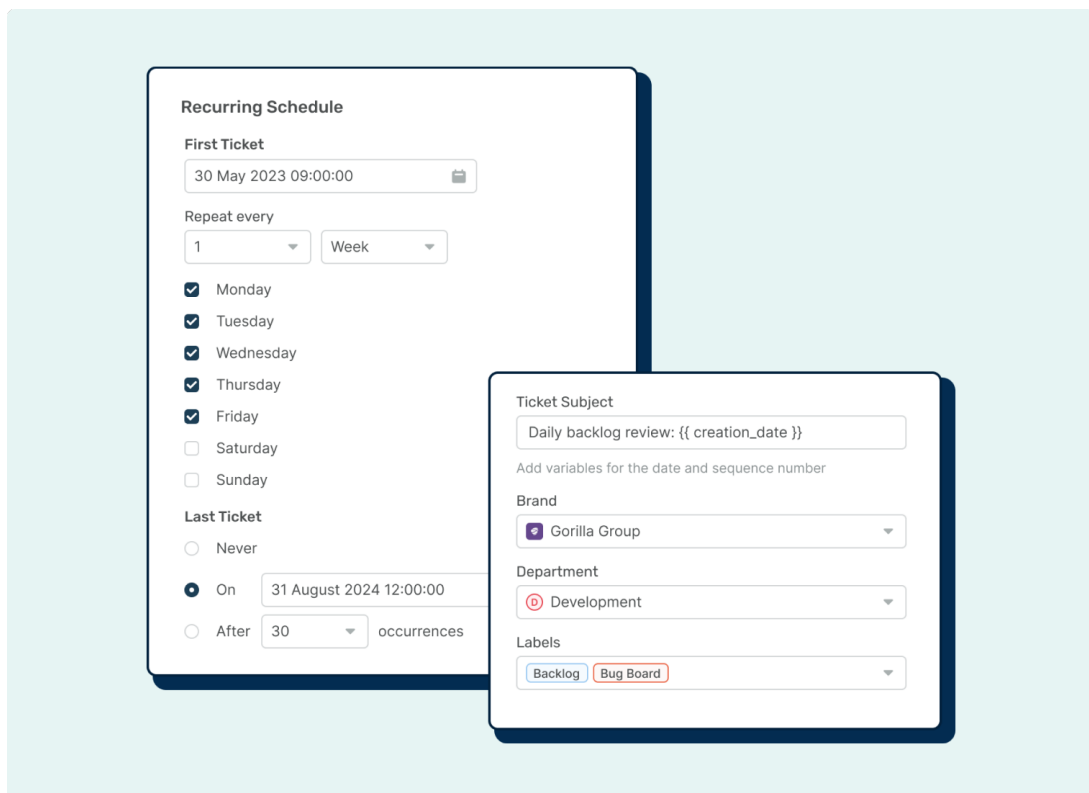 Recurring Schedule
First Ticket
30 May 2023 09:00:00
Repeat every
1 Week
Monday
Tuesday
Wednesday
Thursday
Friday
Saturday
Sunday
Last Ticket
Never
On 31 August 2024 12:00:00
After 30 occurrences
Ticket Subject
Daily backlog review: {{ creation_date }}
Add variables for the date and sequence number
Brand
Gorilla Group
Department
D Development
Labels
Backlog Bug Board